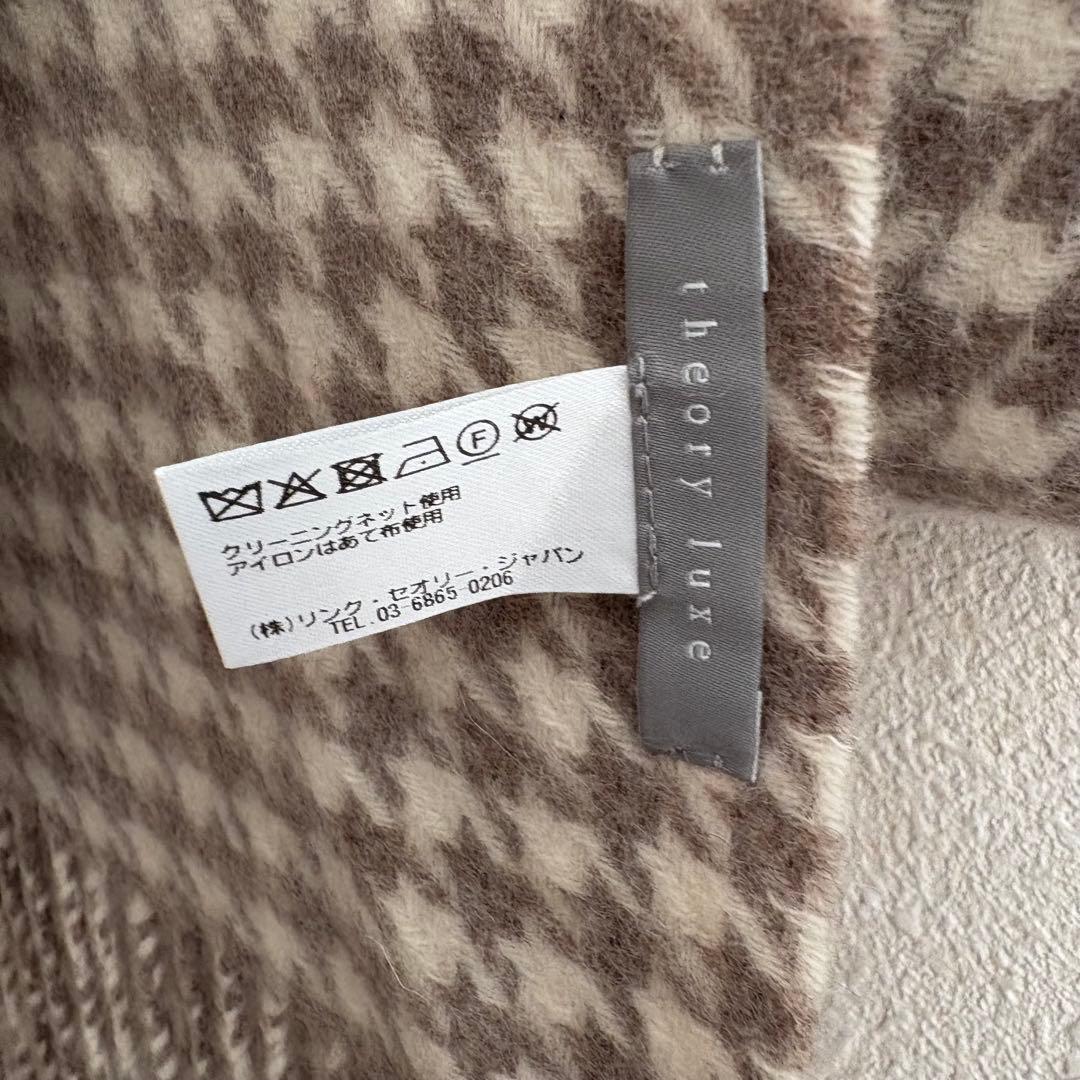 theory luxe
F
W
クリーニングネット使用
アイロンはあて布使用
(株)リンク・セオリー・ジャパン
TEL.03-6865-0206